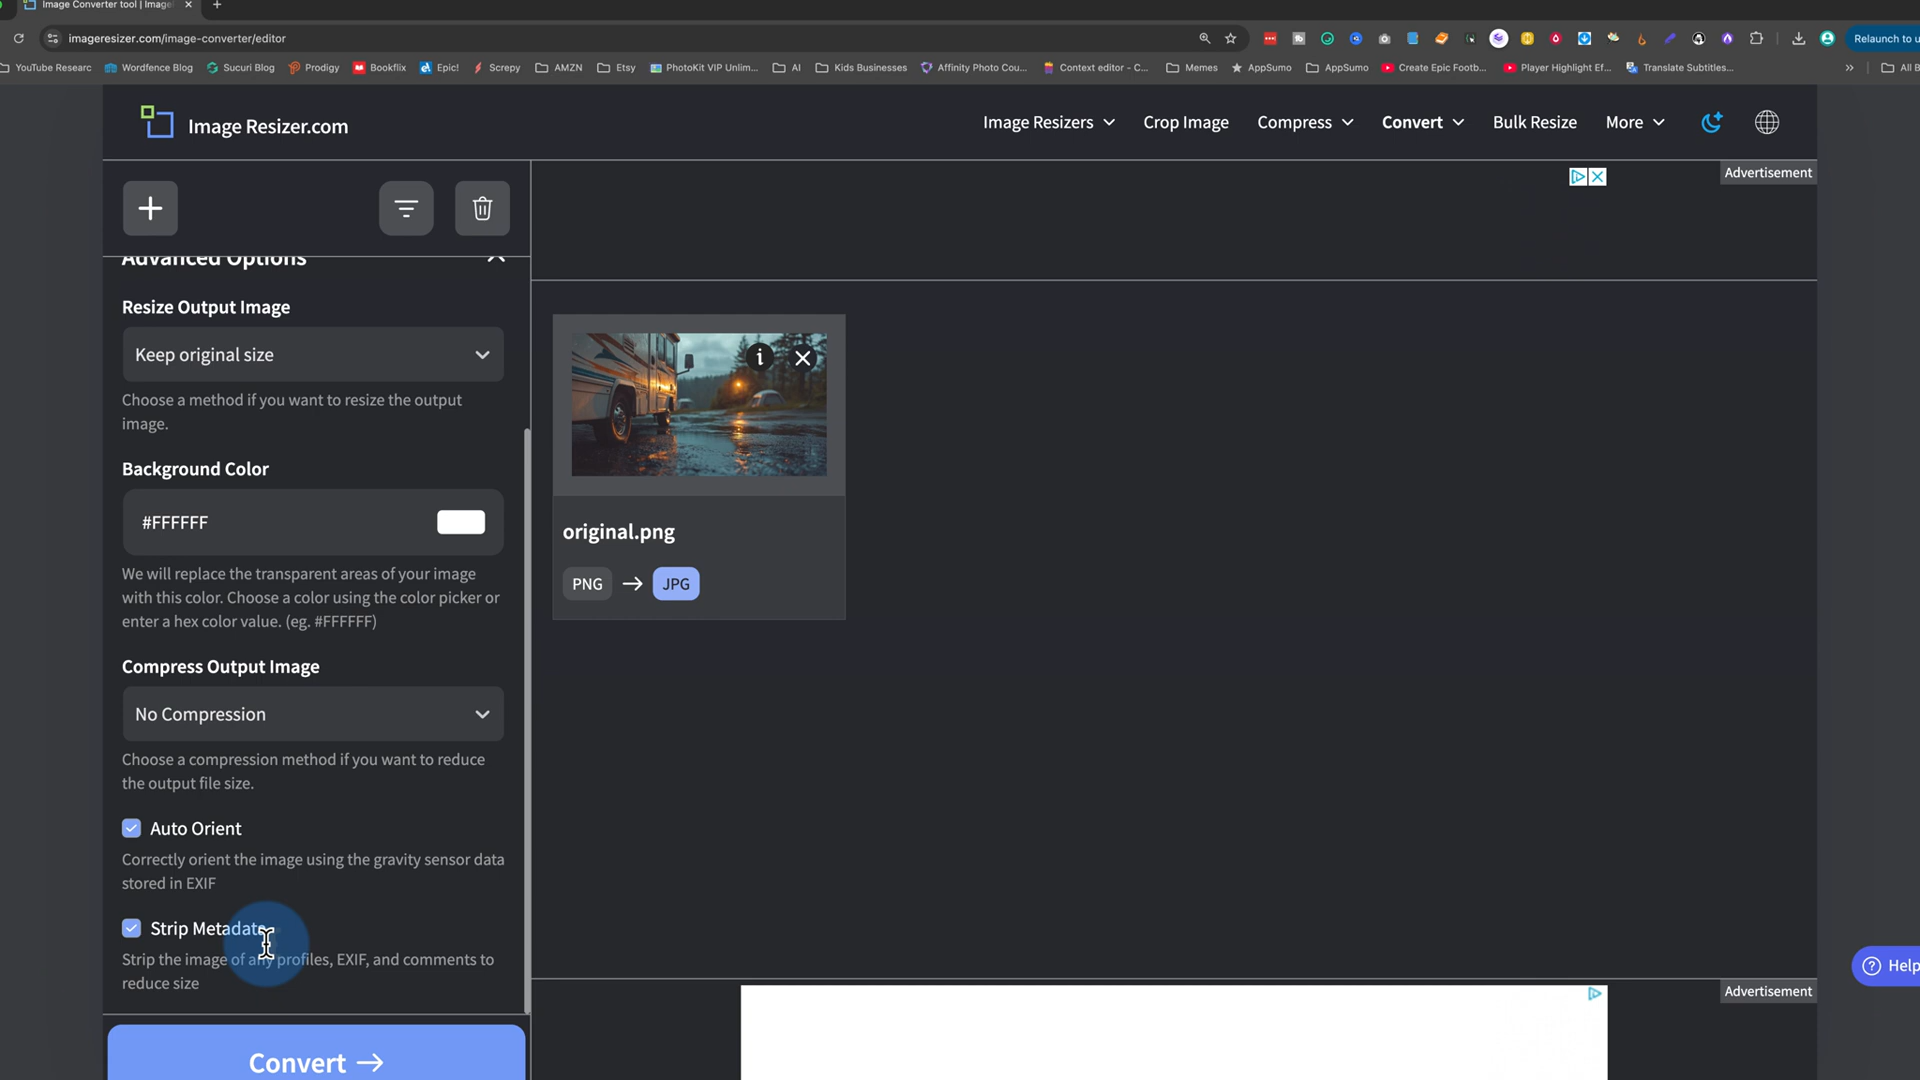 Image Converter tool | Image
imageresizer.com/image-converter/editor
Relaunch to u
YouTube Researc
Wordfence Blog
Sucuri Blog
Prodigy
Bookflix
Epic!
Screpy
AMZN
Etsy
PhotoKit VIP Unlim...
AI
Kids Businesses
Affinity Photo Cou...
Context editor - C...
Memes
AppSumo
AppSumo
Create Epic Footb...
Player Highlight Ef...
Translate Subtitles...
All B
Image Resizer.com
Image Resizers
Crop Image
Compress
Convert
Bulk Resize
More
Advertisement
Advanced Options
Resize Output Image
Keep original size
Choose a method if you want to resize the output
image.
Background Color
#FFFFFF
We will replace the transparent areas of your image
with this color. Choose a color using the color picker or
enter a hex color value. (eg. #FFFFFF)
Compress Output Image
No Compression
Choose a compression method if you want to reduce
the output file size.
Auto Orient
Correctly orient the image using the gravity sensor data
stored in EXIF
Strip Metadata
Strip the image of any profiles, EXIF, and comments to
reduce size
Convert →
original.png
PNG → JPG
Help
Advertisement